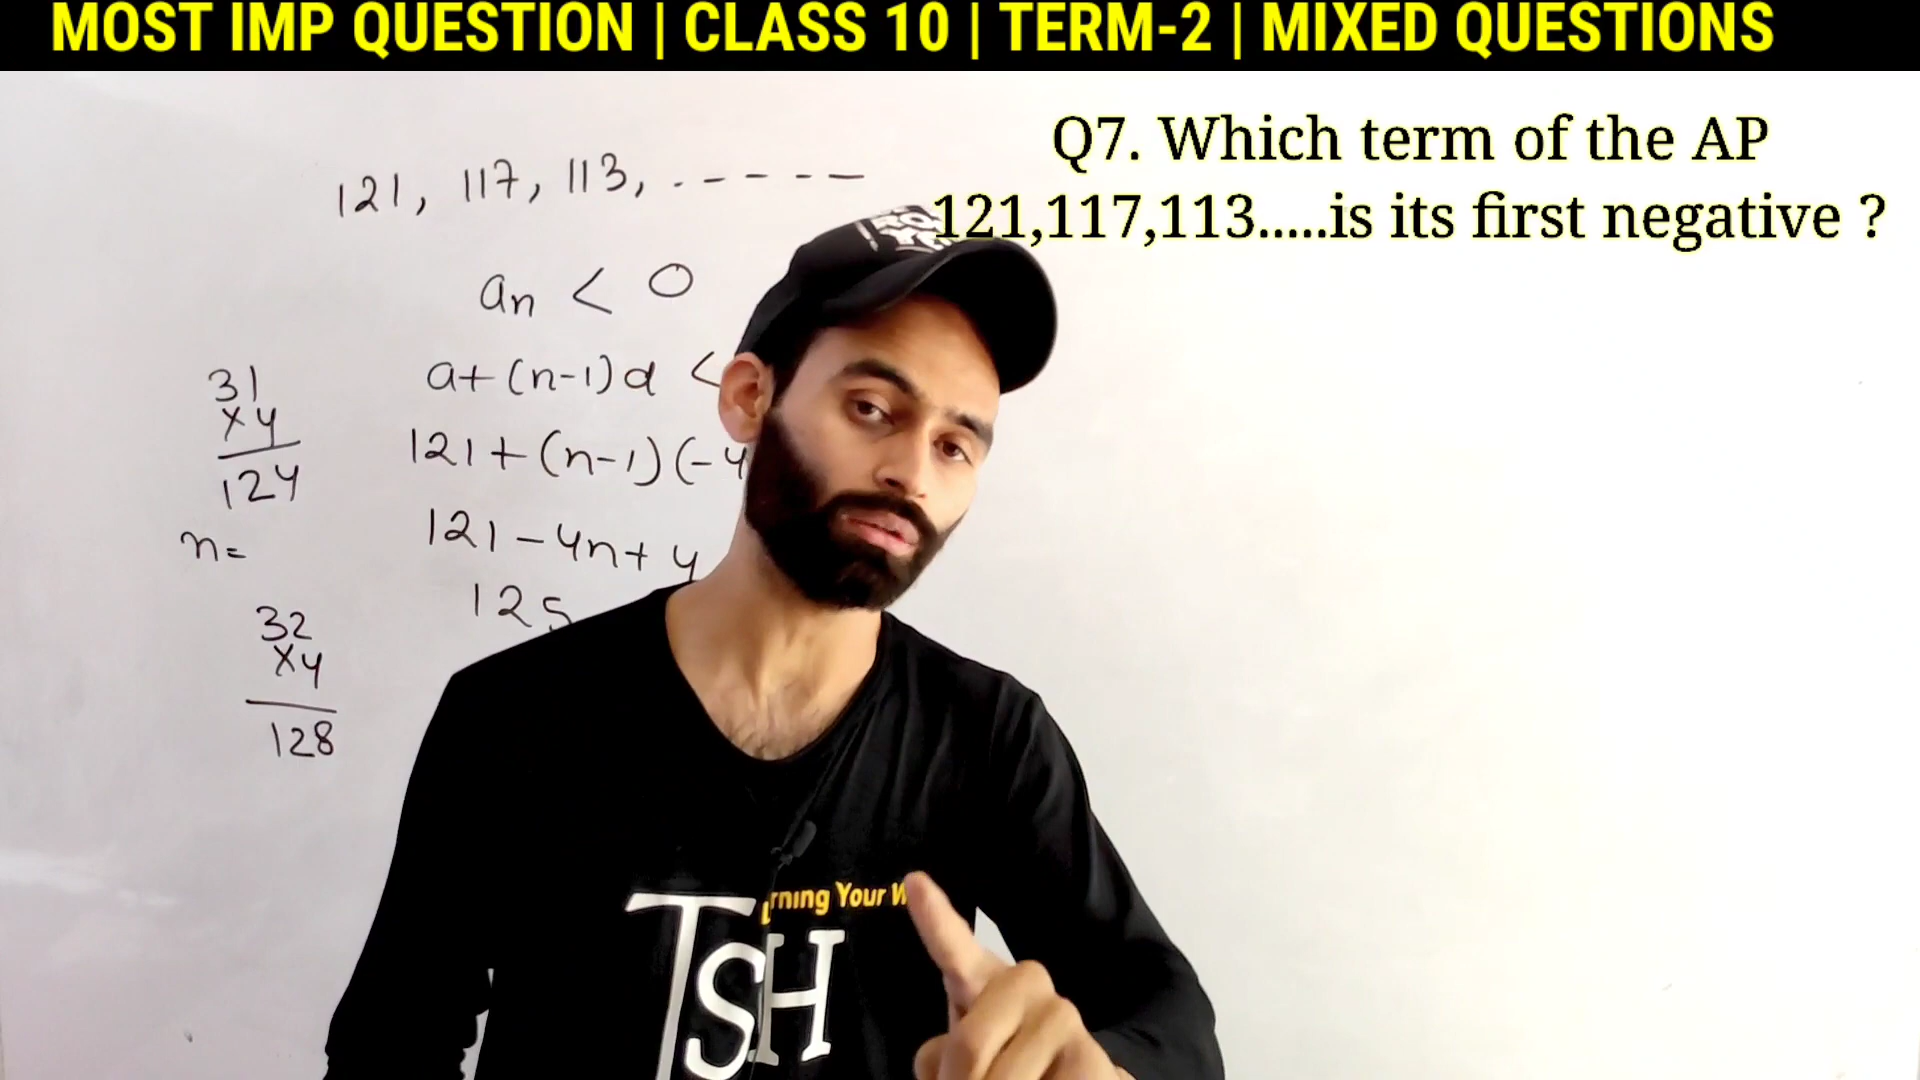 MOST IMP QUESTION | CLASS 10 | TERM-2 | MIXED QUESTIONS
Q7. Which term of the AP
121,117,113.....is its first negative ?
121, 117, 113, . - - - - -
an < 0
a+(n-1)d <
121+(n-1)(-4
121-4n+4
125
31
x4
124
n=
32
x4
128
rning Your W
TSH